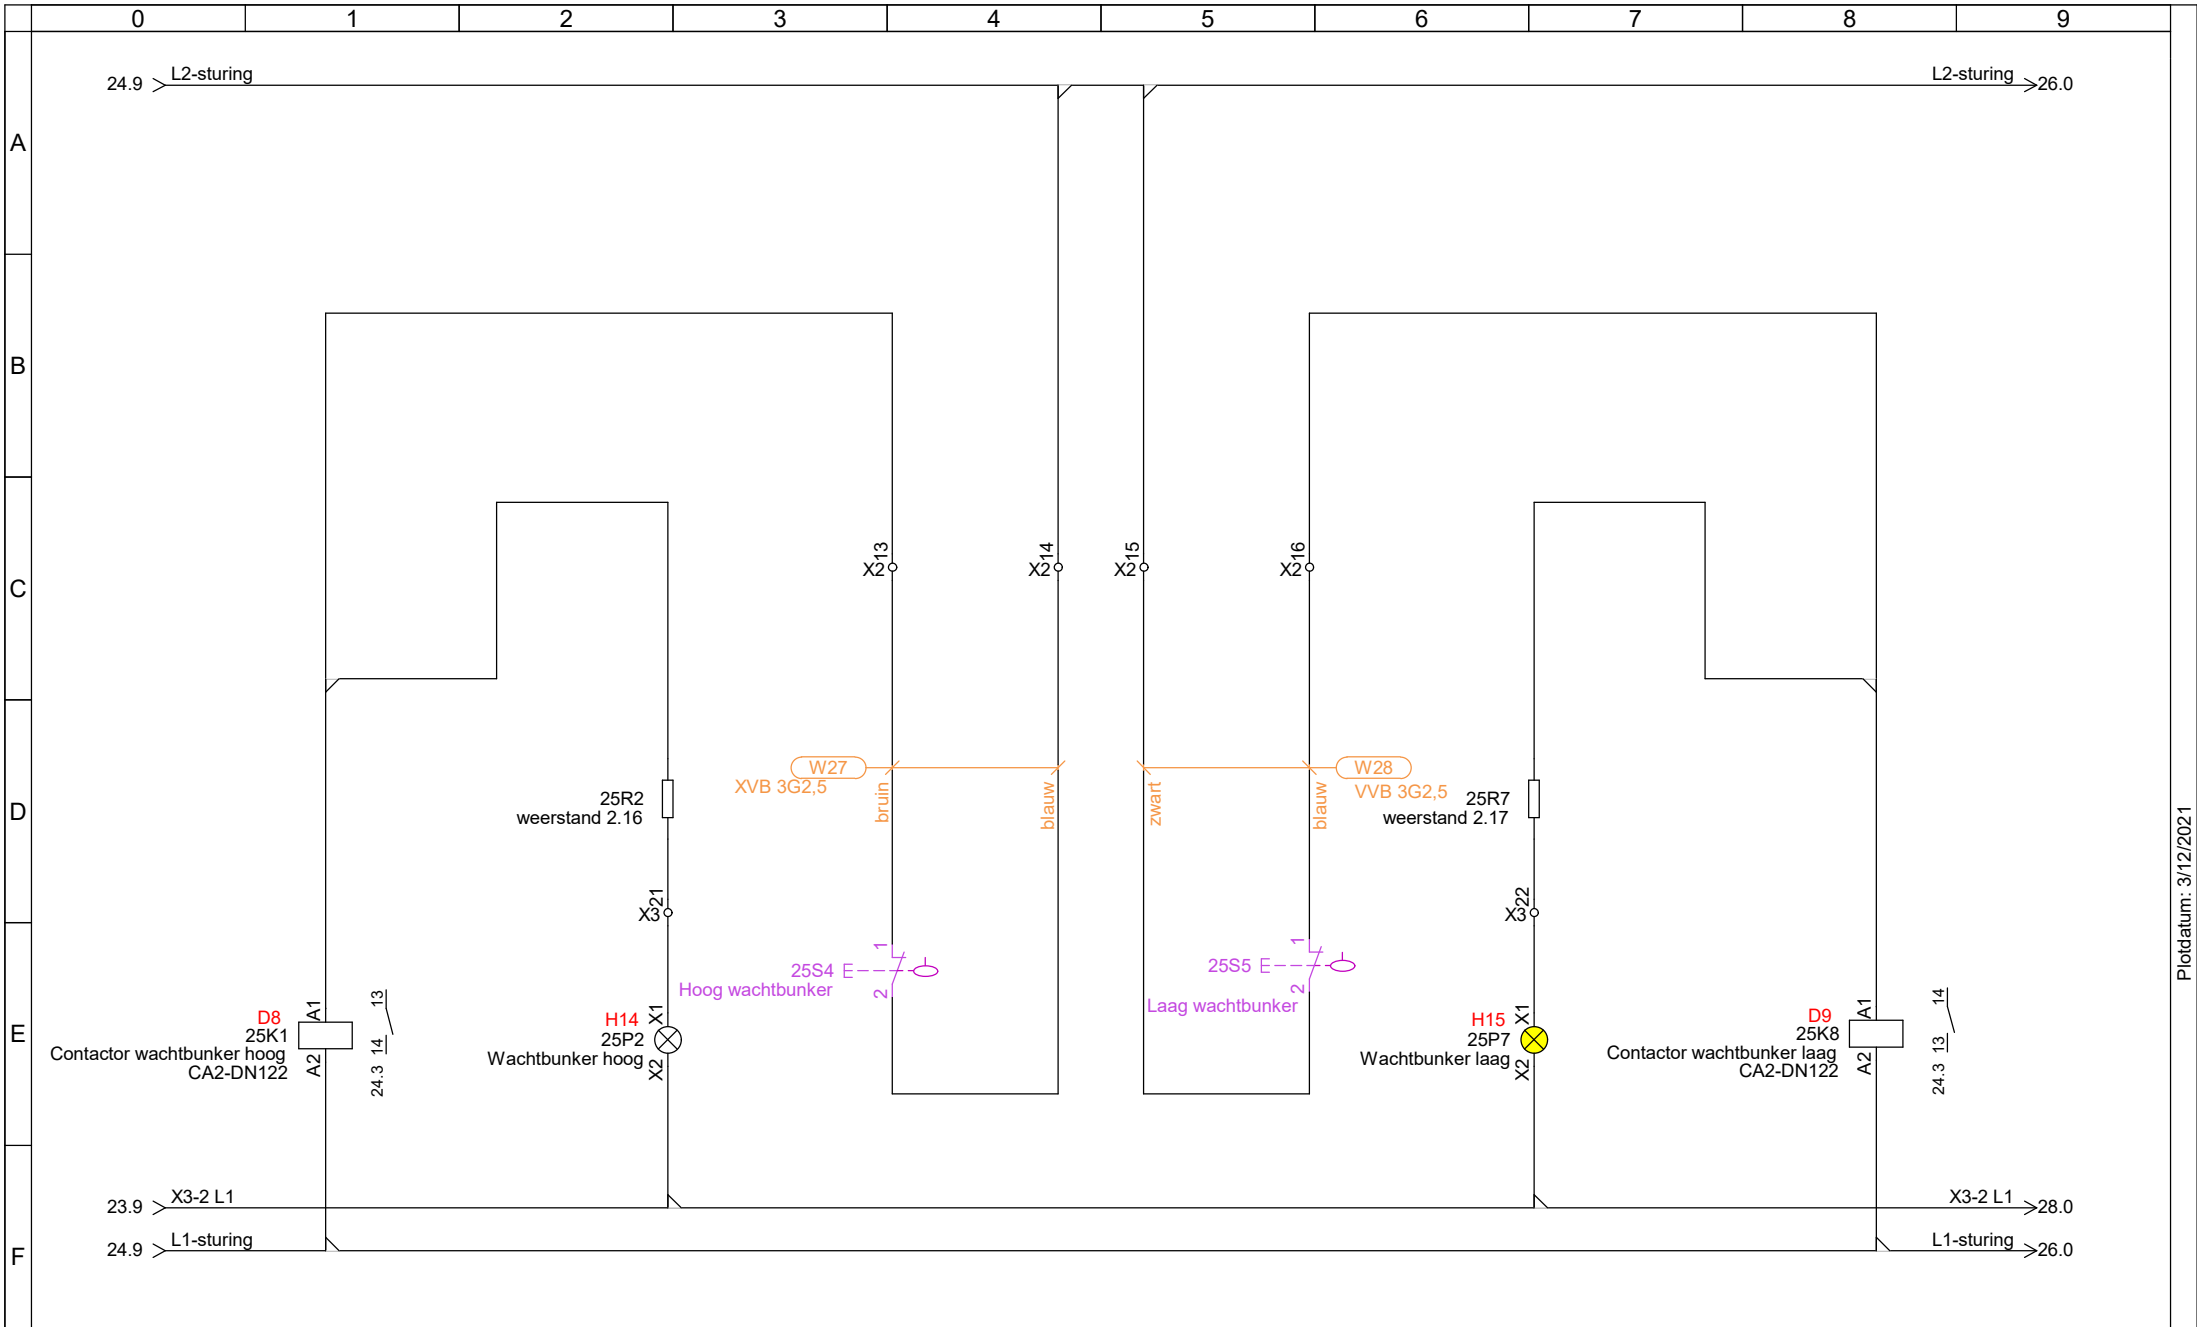 0 1 2 3 4 5 6 7 8 9
24.9 L2-sturing
L2-sturing 26.0
A
B
C
D
E
F
X2 13
X2 14
X2 15
X2 16
W27
XVB 3G2,5
bruin
blauw
zwart
blauw
W28
VVB 3G2,5
25R2
weerstand 2.16
25R7
weerstand 2.17
X3 21
X3 22
25S4
Hoog wachtbunker
1
2
25S5
Laag wachtbunker
1
2
D8
25K1
Contactor wachtbunker hoog
CA2-DN122
A1
A2
13
24.3 14
H14
25P2
Wachtbunker hoog
X1
X2
H15
25P7
Wachtbunker laag
X1
X2
D9
25K8
Contactor wachtbunker laag
CA2-DN122
A1
A2
14
24.3 13
23.9 X3-2 L1
X3-2 L1 28.0
24.9 L1-sturing
L1-sturing 26.0
Plotdatum: 3/12/2021